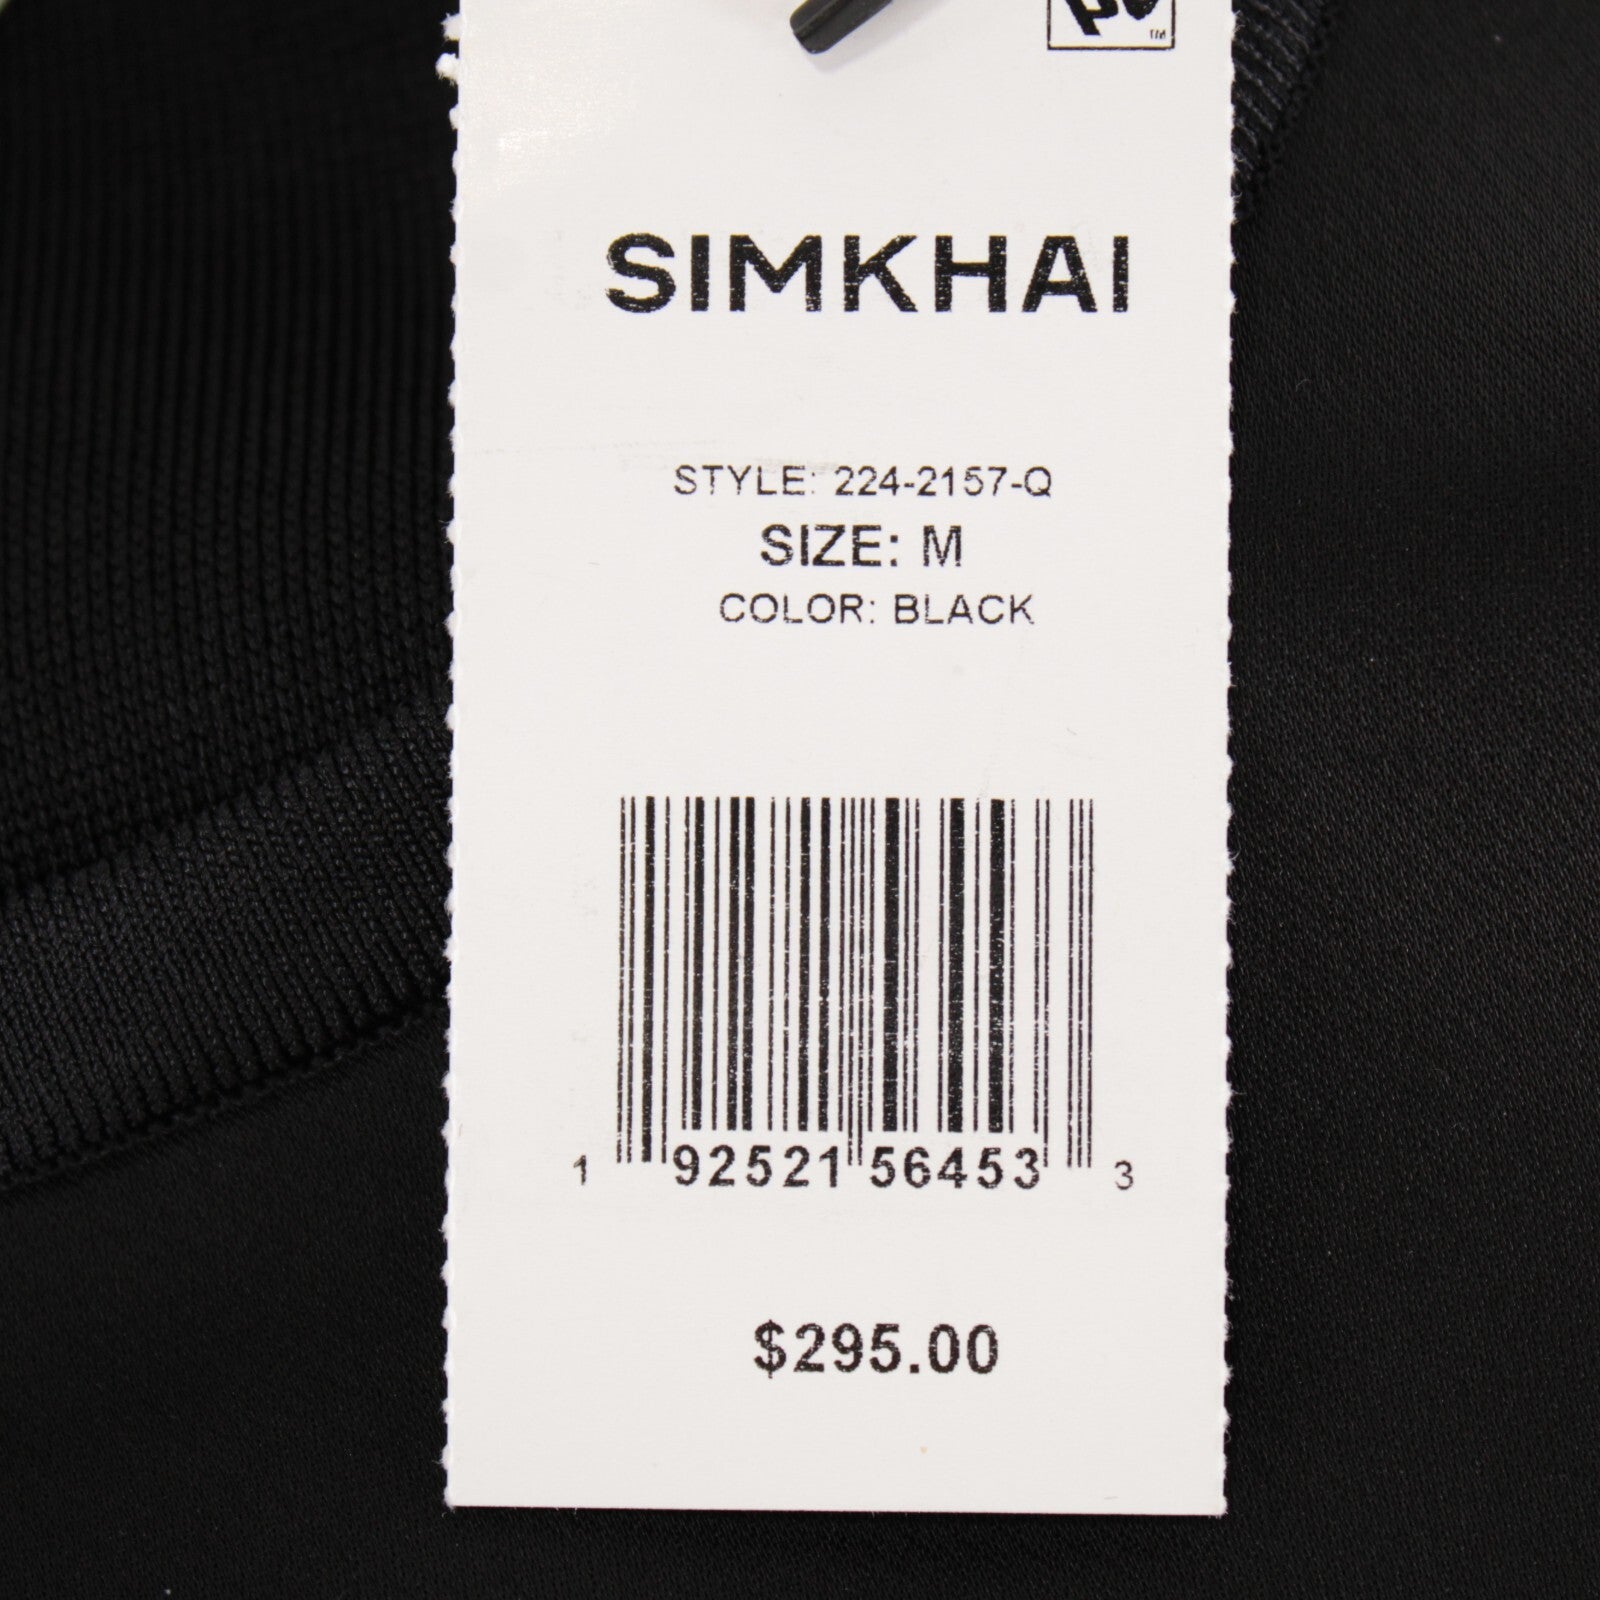 SIMKHAI
STYLE: 224-2157-Q
SIZE: M
COLOR: BLACK
1 92521 56453 3
$295.00